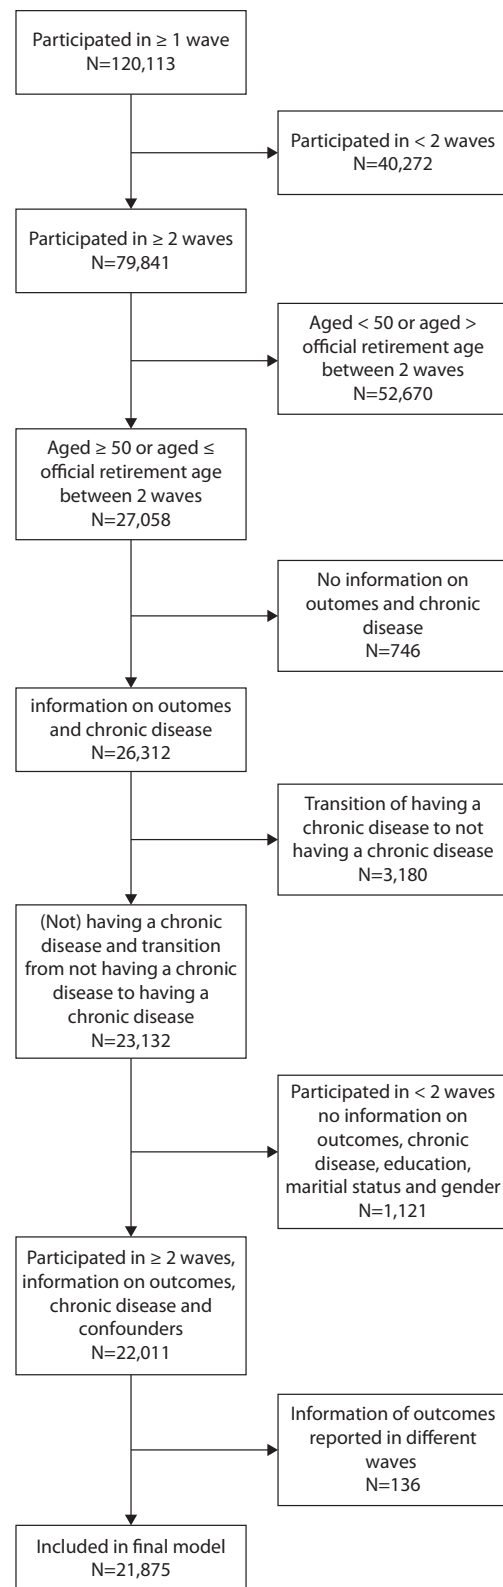 Participated in ≥ 1 wave
N=120,113
Participated in < 2 waves
N=40,272
Participated in ≥ 2 waves
N=79,841
Aged < 50 or aged >
official retirement age
between 2 waves
N=52,670
Aged ≥ 50 or aged ≤
official retirement age
between 2 waves
N=27,058
No information on
outomes and chronic
disease
N=746
information on outomes
and chronic disease
N=26,312
Transition of having a
chronic disease to not
having a chronic disease
N=3,180
(Not) having a chronic
disease and transition
from not having a chronic
disease to having a
chronic disease
N=23,132
Participated in < 2 waves
no information on
outcomes, chronic
disease, education,
maritial status and gender
N=1,121
Participated in ≥ 2 waves,
information on outcomes,
chronic disease and
confounders
N=22,011
Information of outcomes
reported in different
waves
N=136
Included in final model
N=21,875